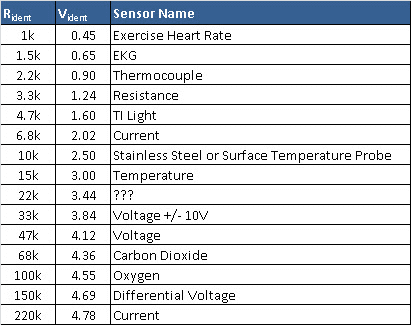 Rident Vident Sensor Name
1k 0.45 Exercise Heart Rate
1.5k 0.65 EKG
2.2k 0.90 Thermocouple
3.3k 1.24 Resistance
4.7k 1.60 TI Light
6.8k 2.02 Current
10k 2.50 Stainless Steel or Surface Temperature Probe
15k 3.00 Temperature
22k 3.44 ???
33k 3.84 Voltage +/- 10V
47k 4.12 Voltage
68k 4.36 Carbon Dioxide
100k 4.55 Oxygen
150k 4.69 Differential Voltage
220k 4.78 Current